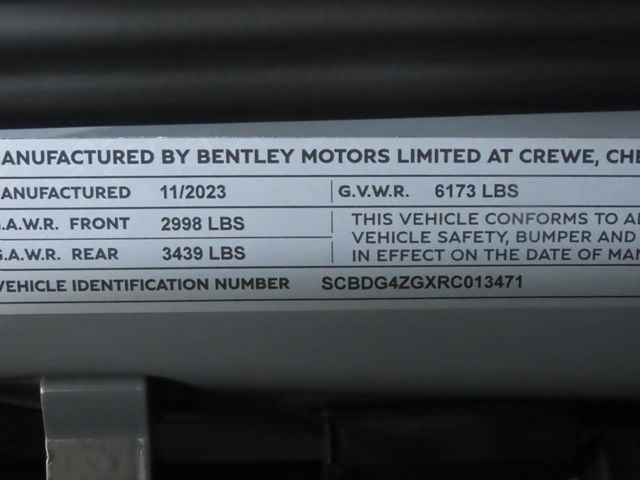 ANUFACTURED BY BENTLEY MOTORS LIMITED AT CREWE, CHE
ANUFACTURED 11/2023 G.V.W.R. 6173 LBS
.A.W.R. FRONT 2998 LBS
G.A.W.R. REAR 3439 LBS
THIS VEHICLE CONFORMS TO AL
VEHICLE SAFETY, BUMPER AND
IN EFFECT ON THE DATE OF MAN
VEHICLE IDENTIFICATION NUMBER SCBDG4ZGXRC013471